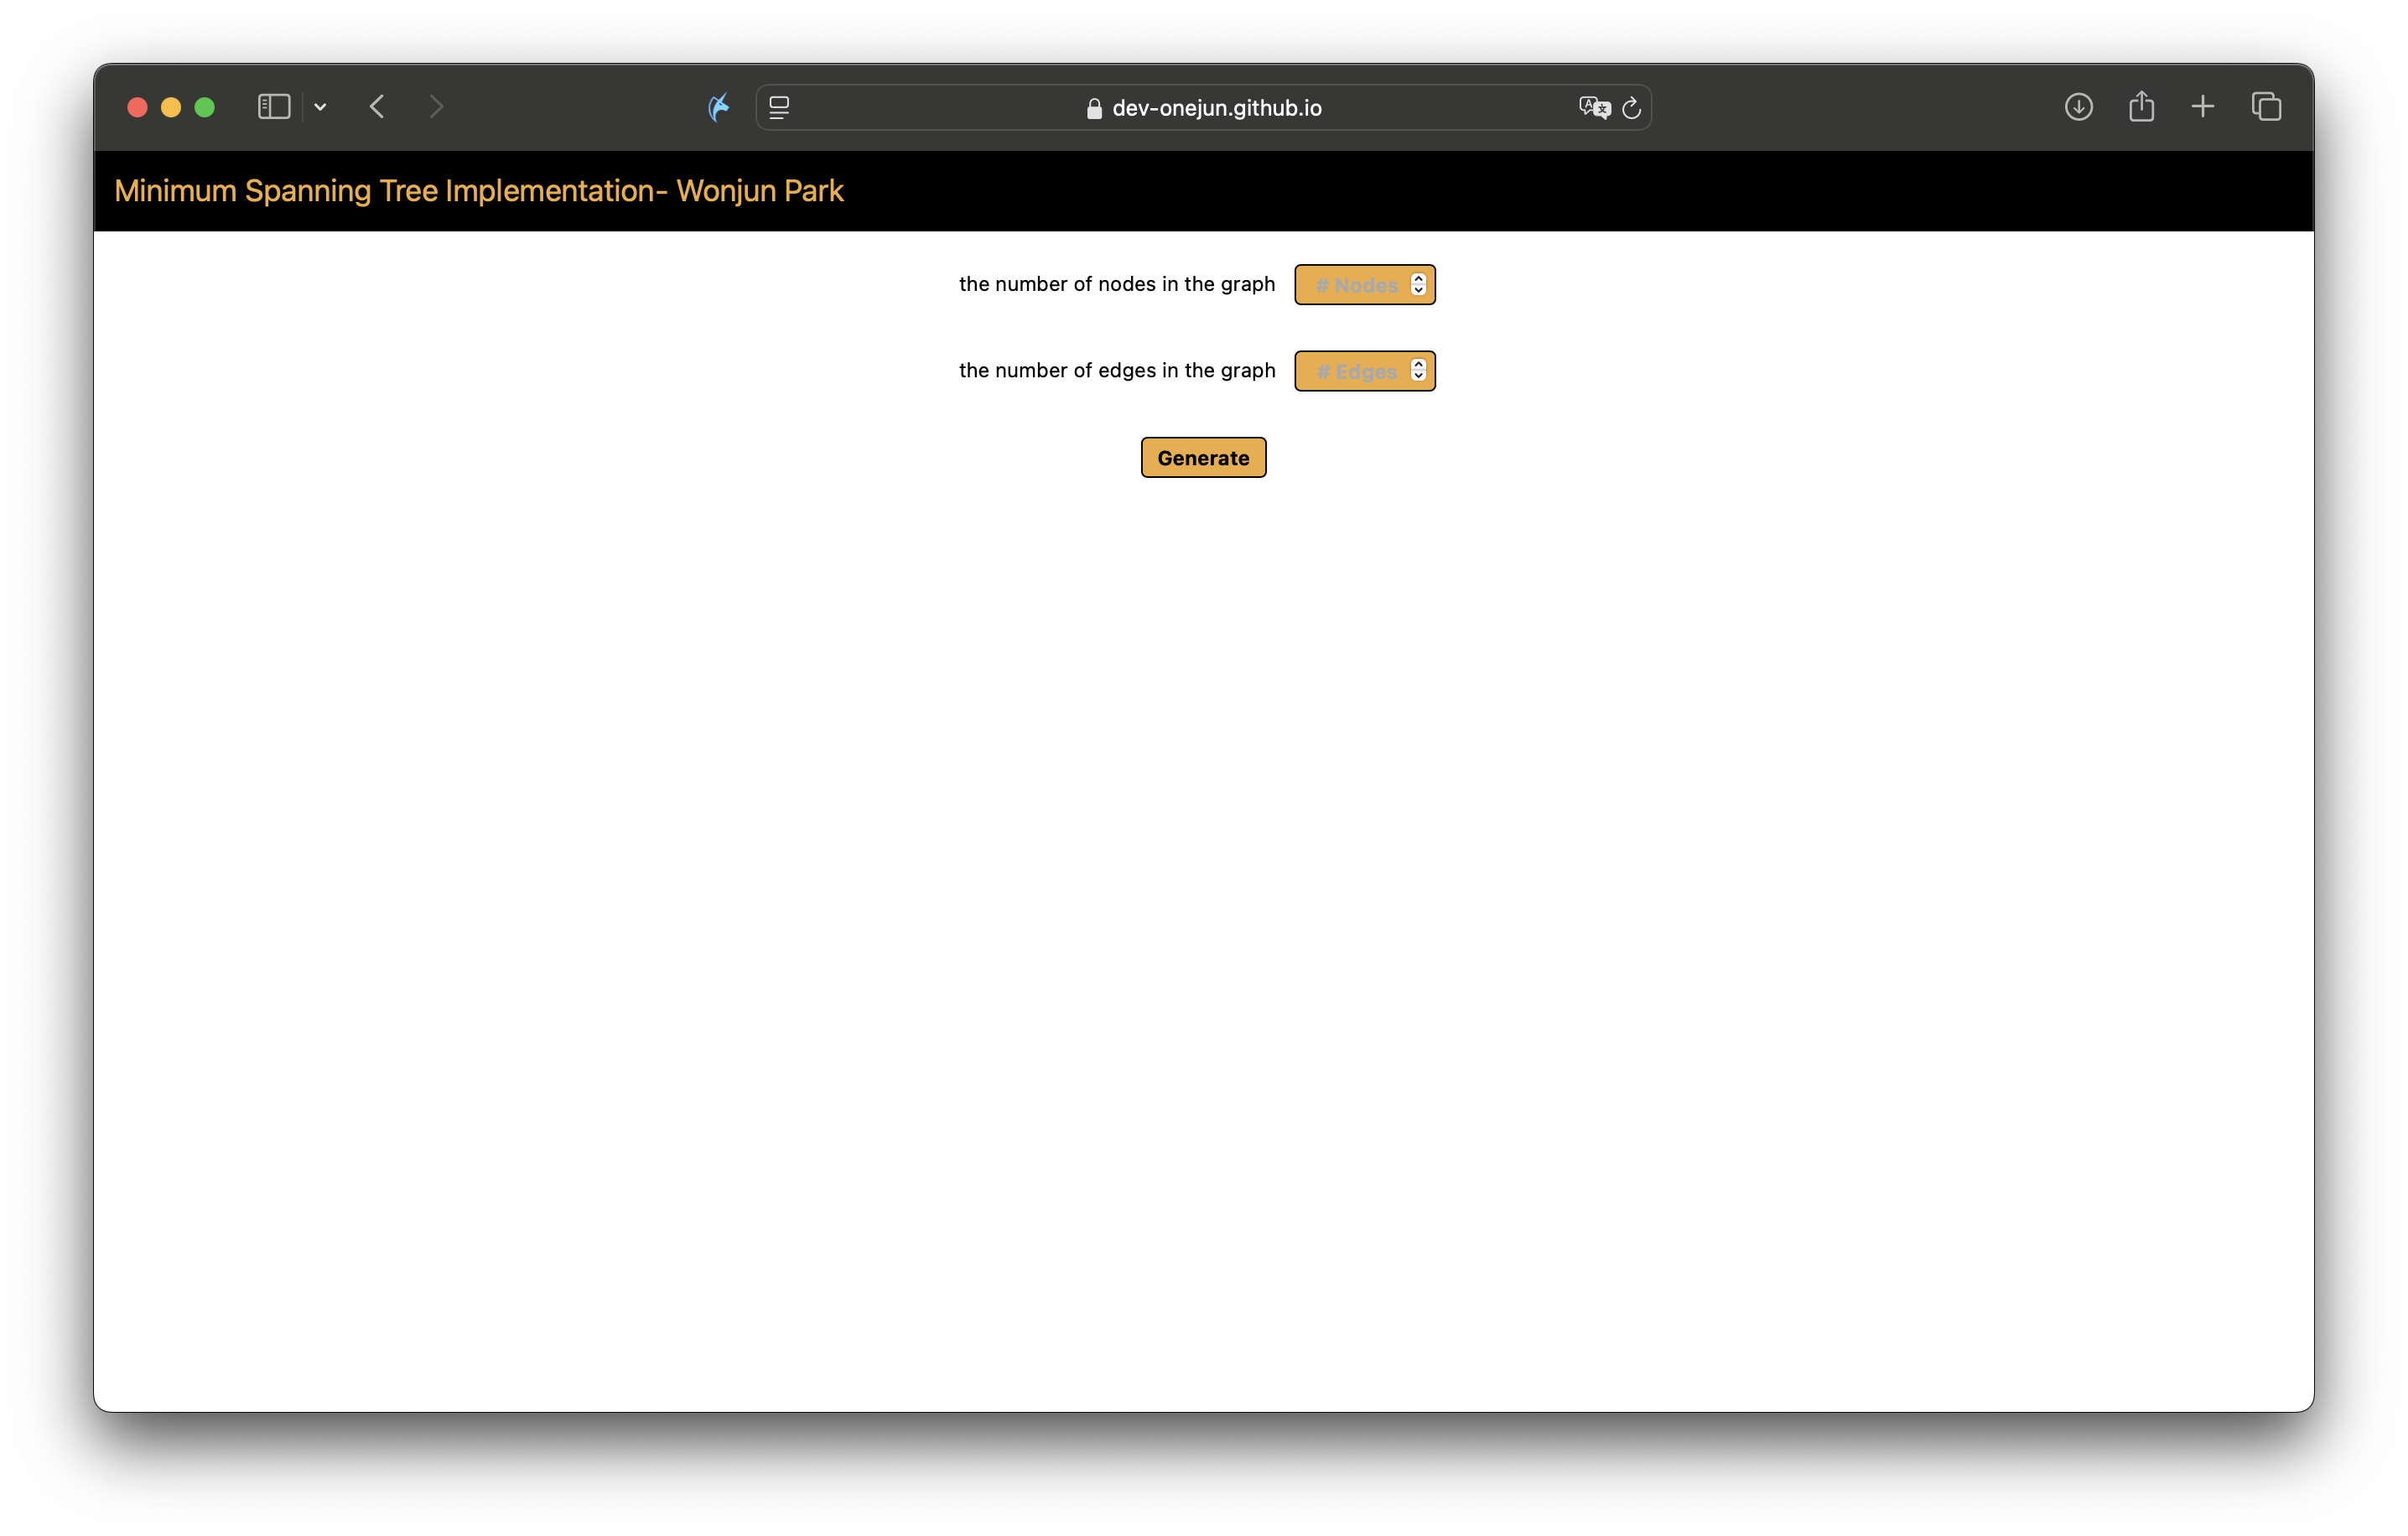 dev-onejun.github.io
Minimum Spanning Tree Implementation- Wonjun Park
the number of nodes in the graph # Nodes
the number of edges in the graph # Edges
Generate